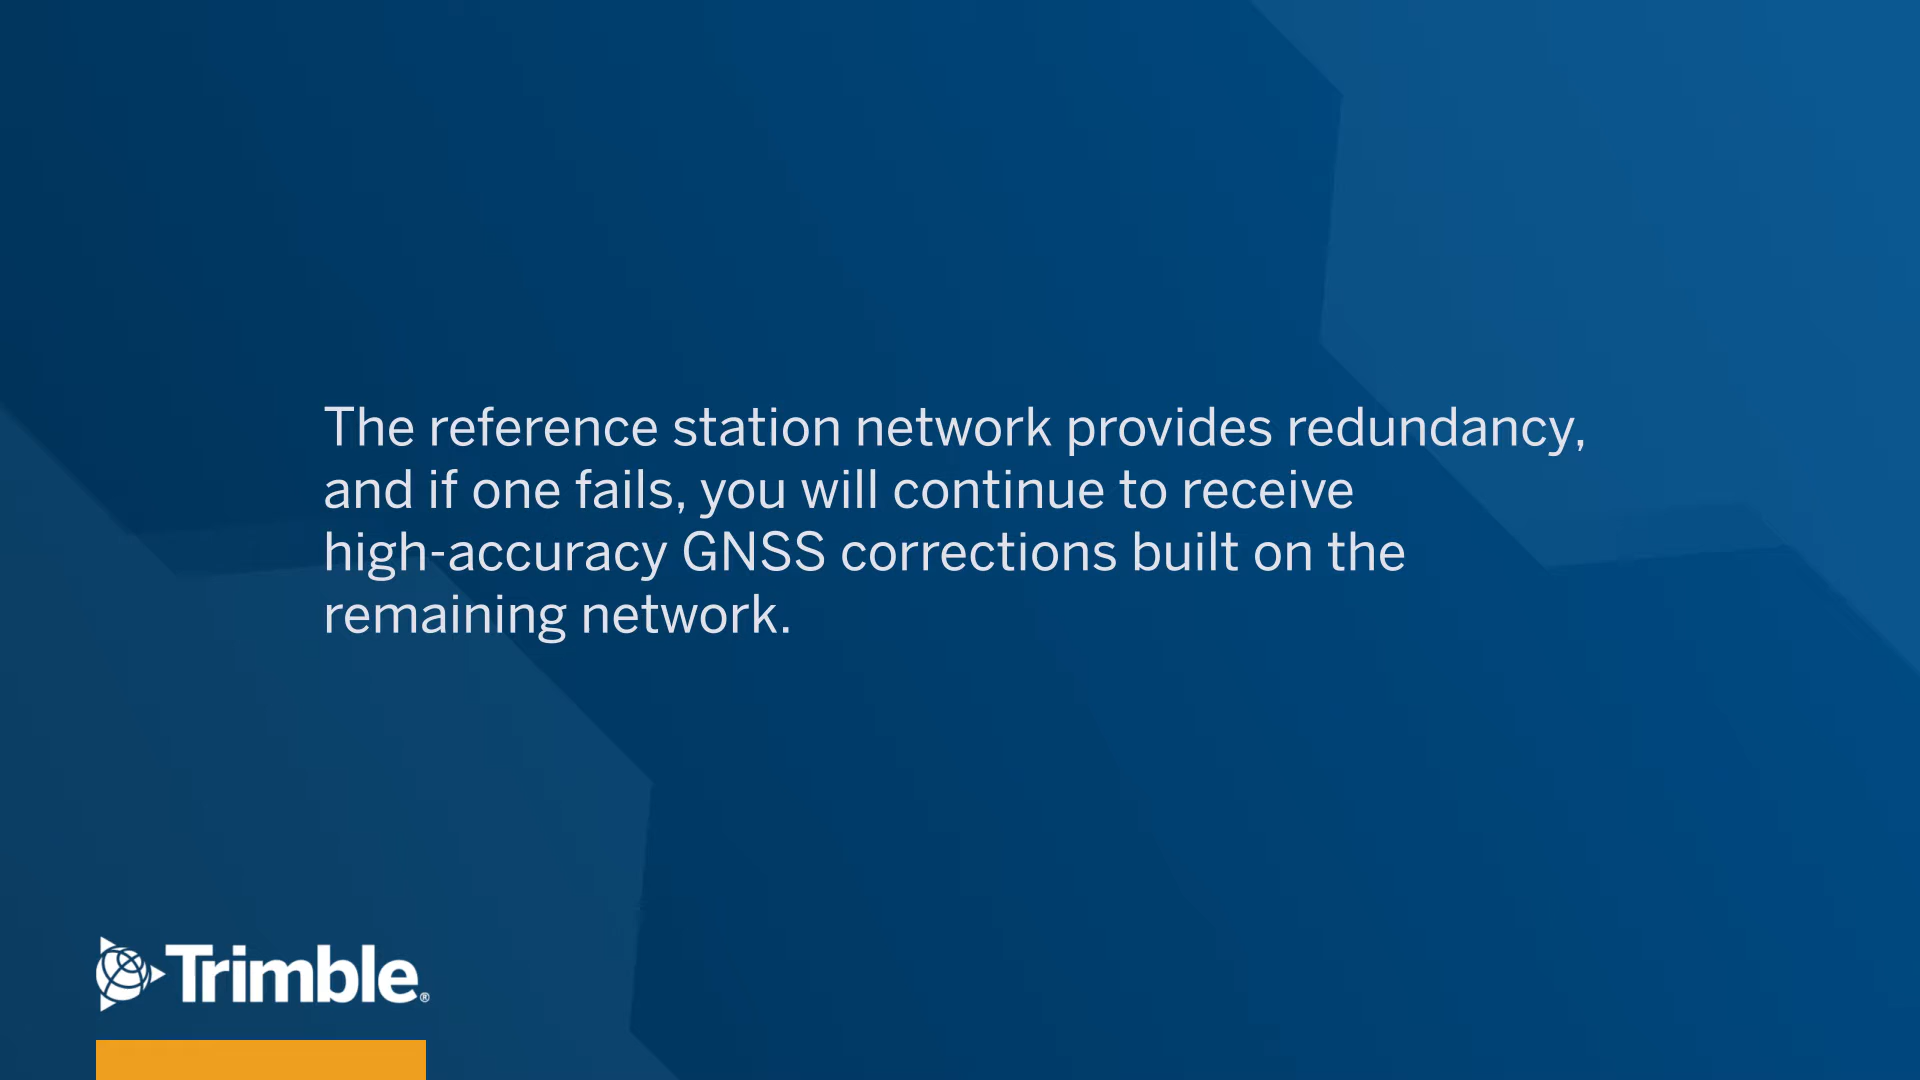 The reference station network provides redundancy,
and if one fails, you will continue to receive
high-accuracy GNSS corrections built on the
remaining network.
Trimble®